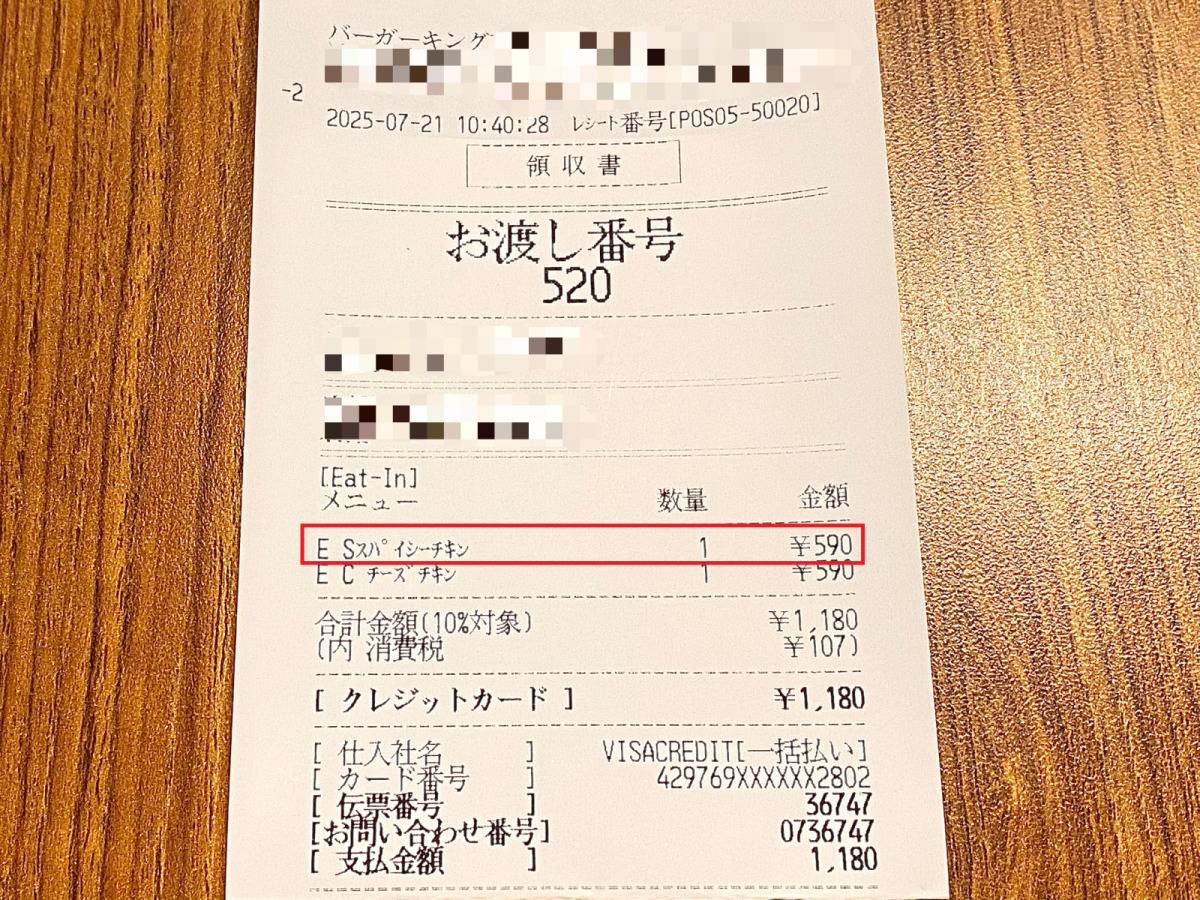 バーガーキング
-2
2025-07-21 10:40:28 レシート番号[POS05-50020]
領収書
お渡し番号
520
[Eat-In]
メニュー 数量 金額
E Sスパイシーチキン 1 ¥590
E C チーズチキン 1 ¥590
合計金額(10%対象) ¥1,180
(内 消費税 ¥107)
[ クレジットカード ] ¥1,180
[ 仕入社名 ] VISACREDIT[一括払い]
[ カード番号 ] 429769XXXXXX2802
[ 伝票番号 ] 36747
[お問い合わせ番号] 0736747
[ 支払金額 ] 1,180